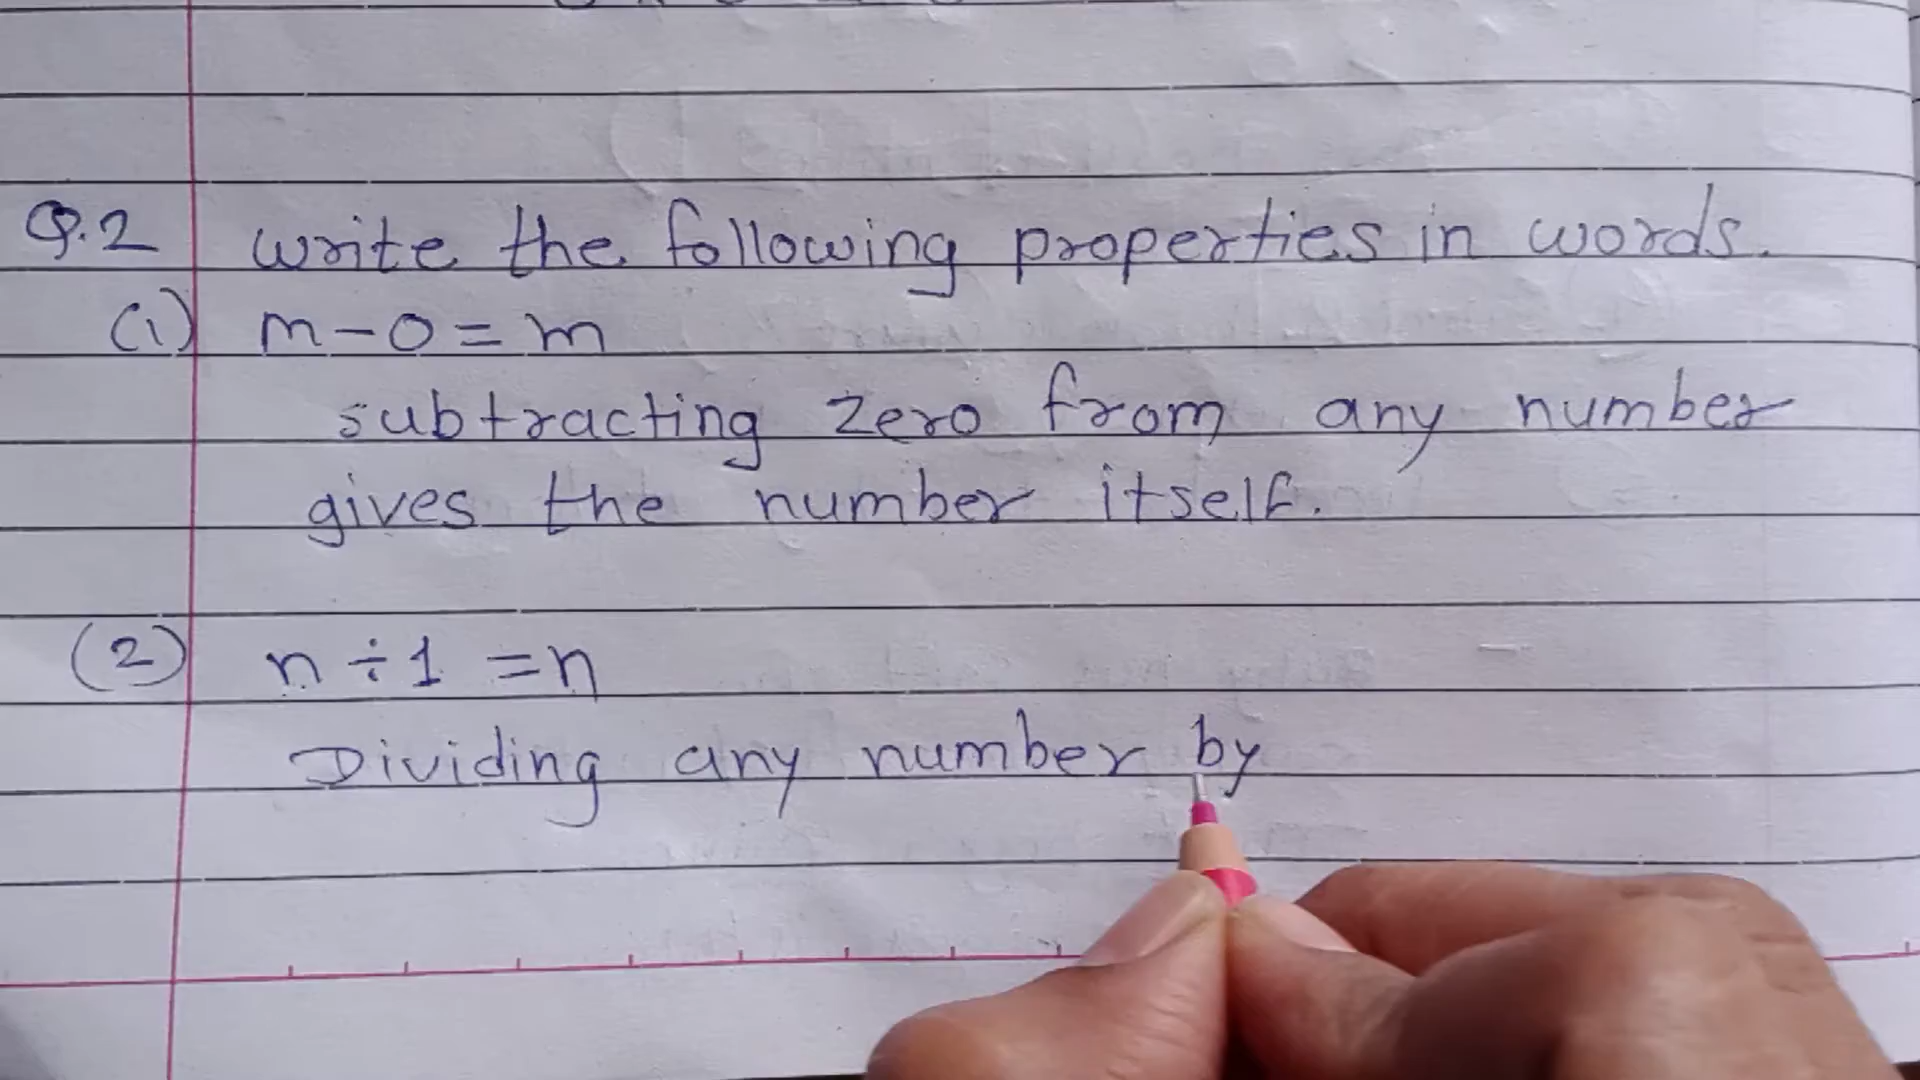 Q.2 write the following properties in words.
(1) m - 0 = m
subtracting zero from any number
gives the number itself.
(2) n ÷ 1 = n
Dividing any number by